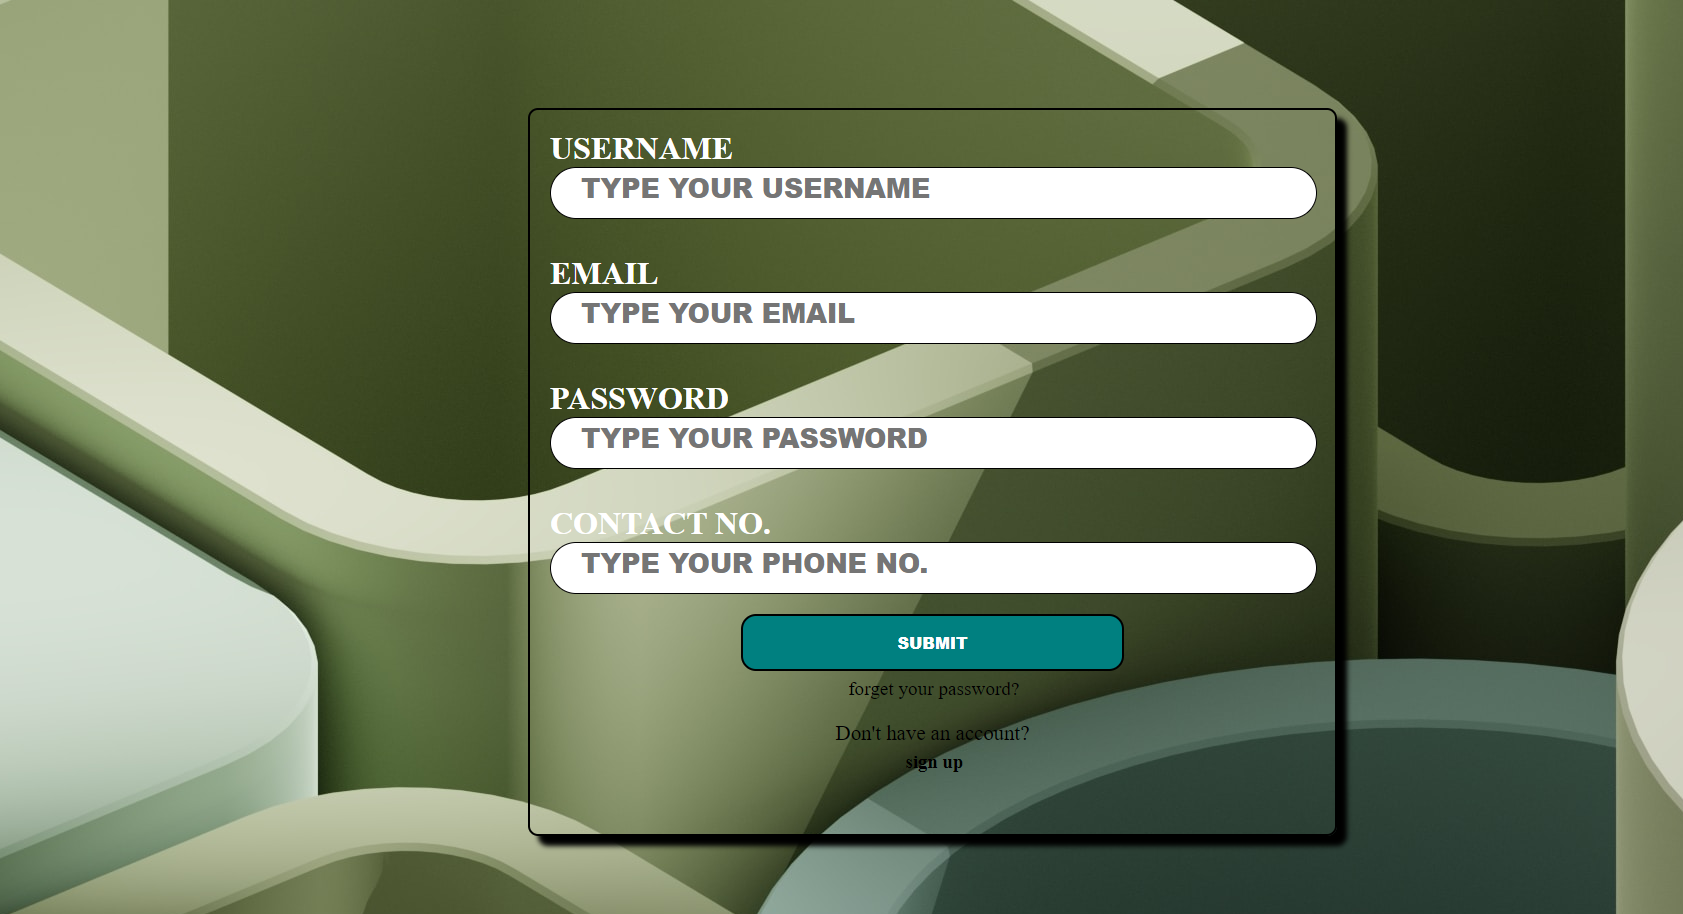 USERNAME
TYPE YOUR USERNAME
EMAIL
TYPE YOUR EMAIL
PASSWORD
TYPE YOUR PASSWORD
CONTACT NO.
TYPE YOUR PHONE NO.
SUBMIT
forget your password?
Don't have an account?
sign up